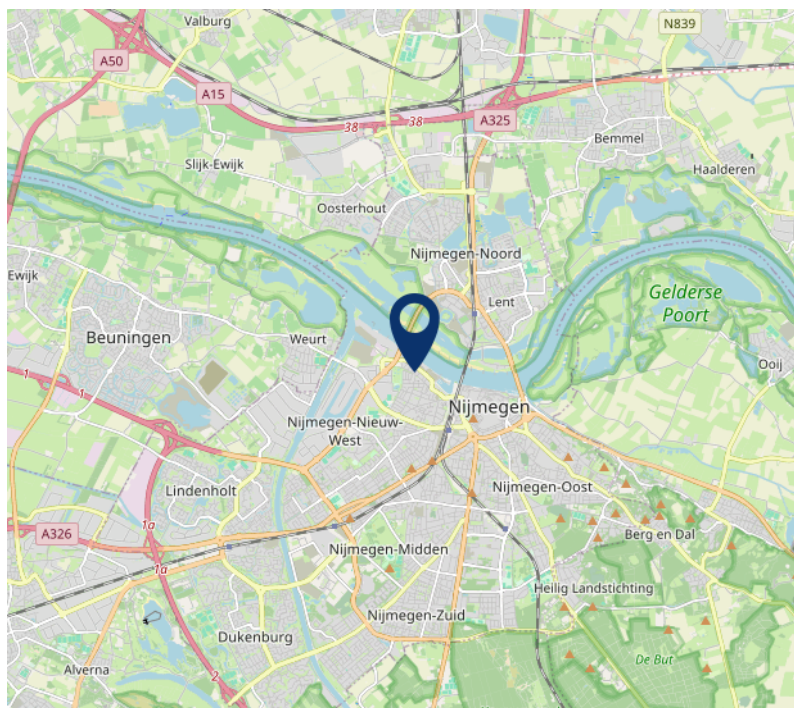 Valburg
N839
A50
A15
38
38
A325
Bemmel
Slijk-Ewijk
Haalderen
Oosterhout
Nijmegen-Noord
Ewijk
Gelderse
Poort
Lent
Beuningen
Weurt
Ooij
1
1
Nijmegen
Nijmegen-Nieuw-
West
Lindenholt
Nijmegen-Oost
1a
A326
Berg en Dal
Nijmegen-Midden
1a
Heilig Landstichting
Nijmegen-Zuid
Dukenburg
De But
Alverna
2